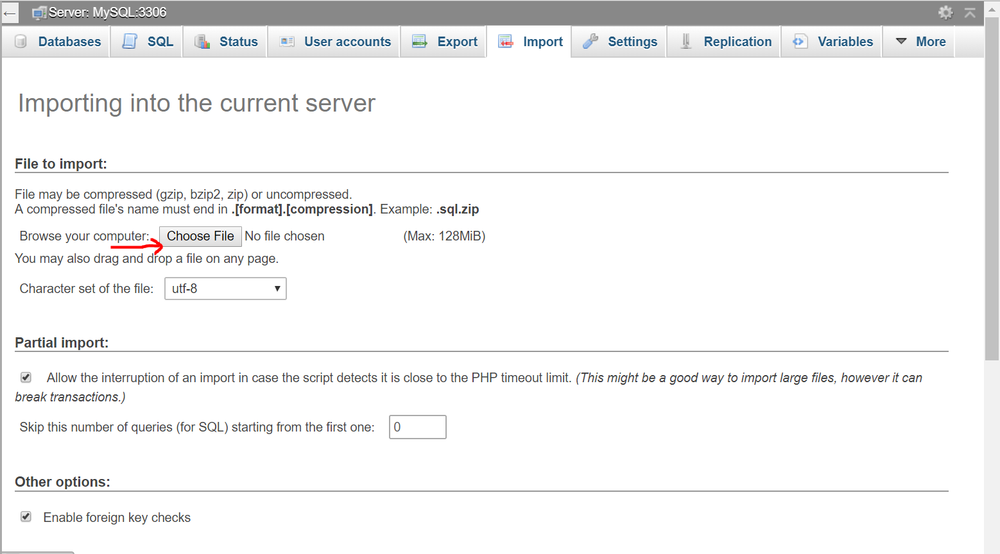 Server: MySQL:3306
Databases SQL Status User accounts Export Import Settings Replication Variables More
Importing into the current server
File to import:
File may be compressed (gzip, bzip2, zip) or uncompressed.
A compressed file's name must end in .[format].[compression]. Example: .sql.zip
Browse your computer: Choose File No file chosen (Max: 128MiB)
You may also drag and drop a file on any page.
Character set of the file: utf-8
Partial import:
Allow the interruption of an import in case the script detects it is close to the PHP timeout limit. (This might be a good way to import large files, however it can
break transactions.)
Skip this number of queries (for SQL) starting from the first one: 0
Other options:
Enable foreign key checks